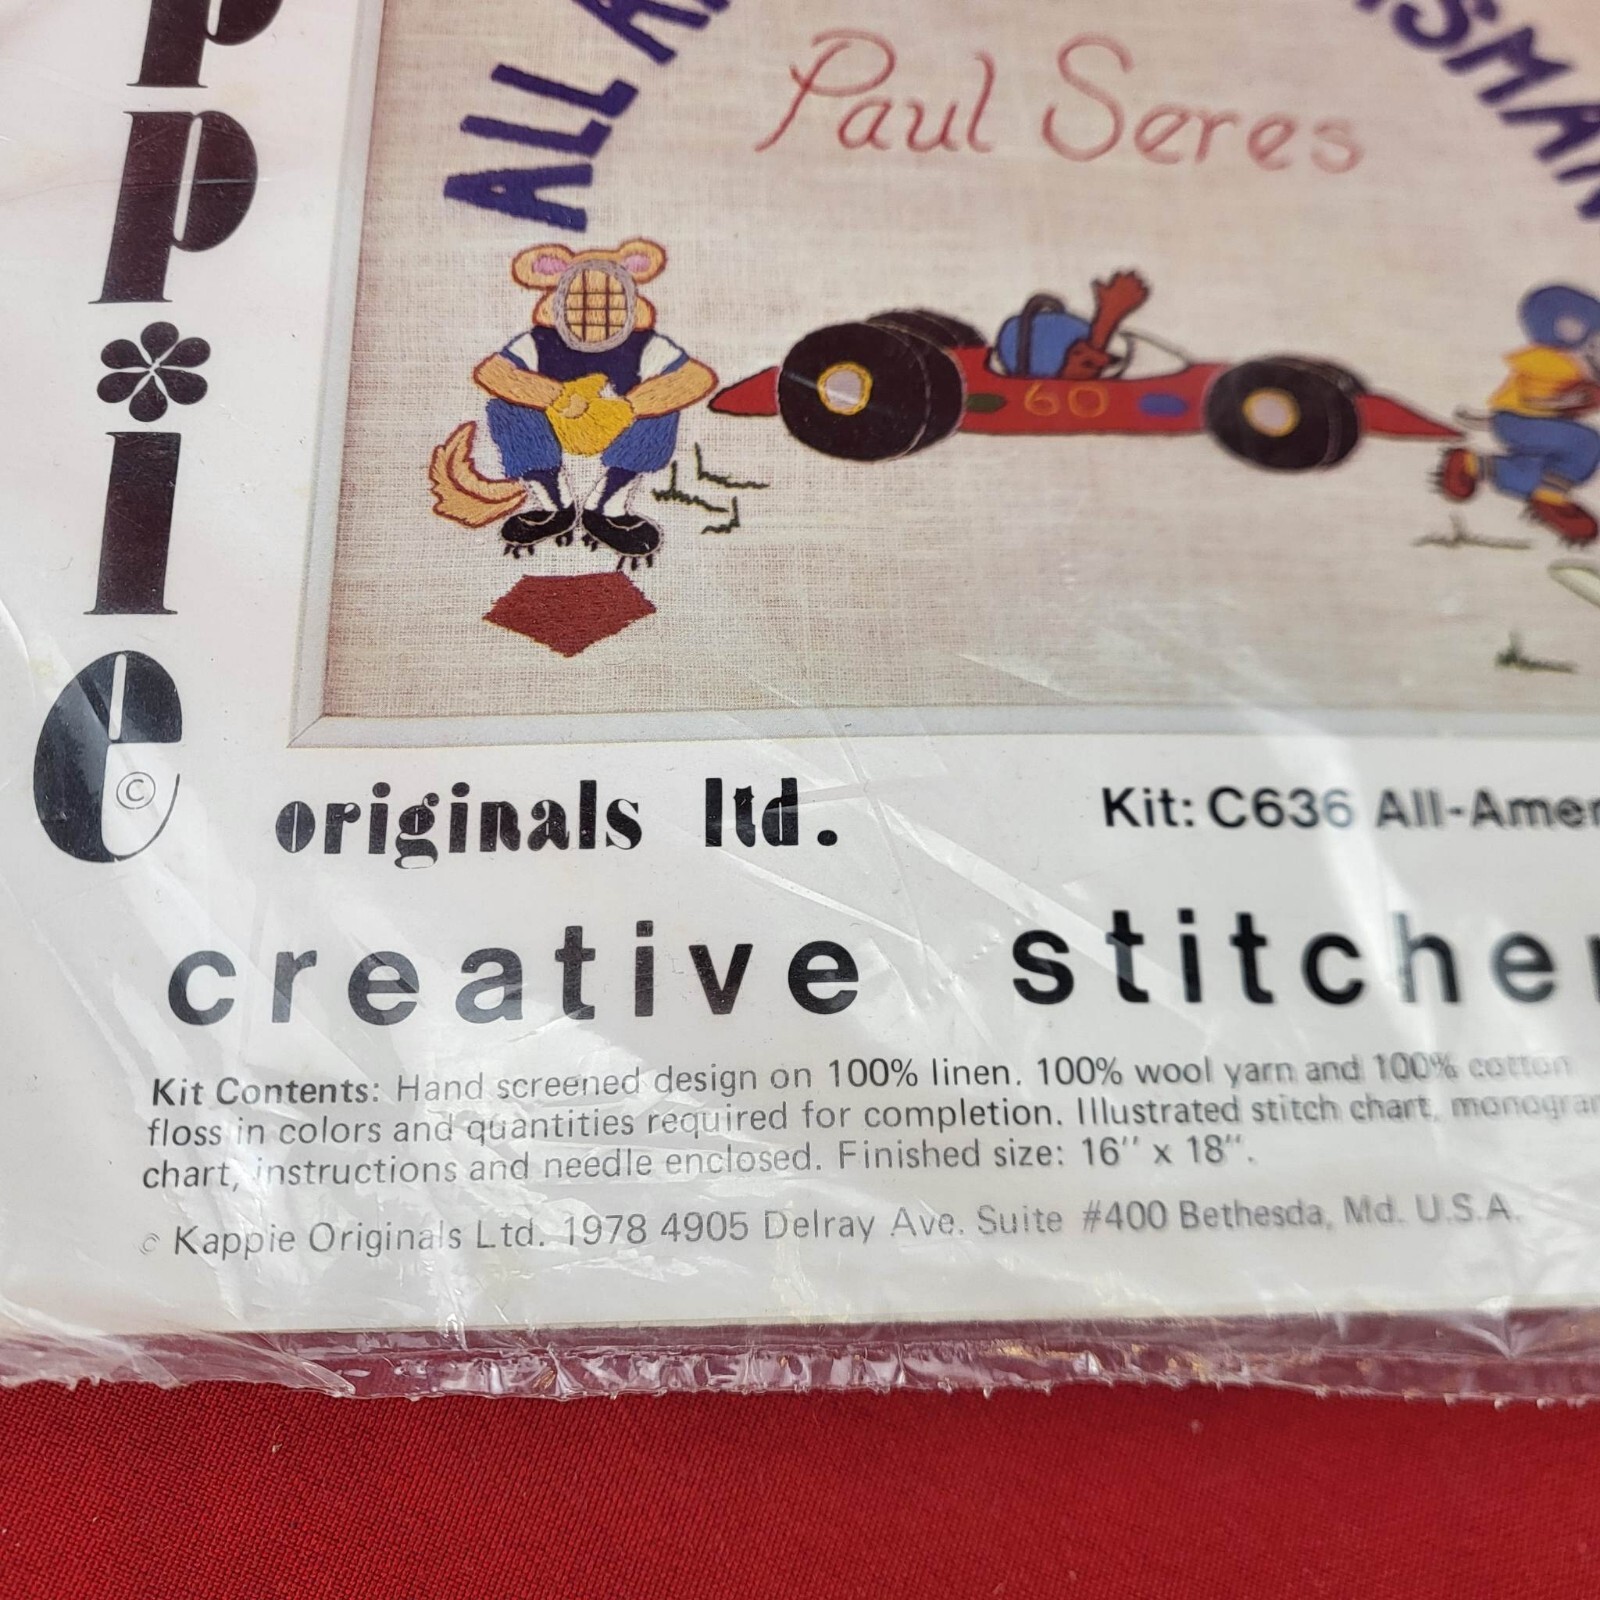 ppie
©
ALL
SMAN
Paul Seres
60
originals ltd.
Kit: C636 All-Amer
creative stitcher
Kit Contents: Hand screened design on 100% linen. 100% wool yarn and 100% cotton
floss in colors and quantities required for completion. Illustrated stitch chart, monogram
chart, instructions and needle enclosed. Finished size: 16" x 18".
© Kappie Originals Ltd. 1978 4905 Delray Ave. Suite #400 Bethesda, Md. U.S.A.